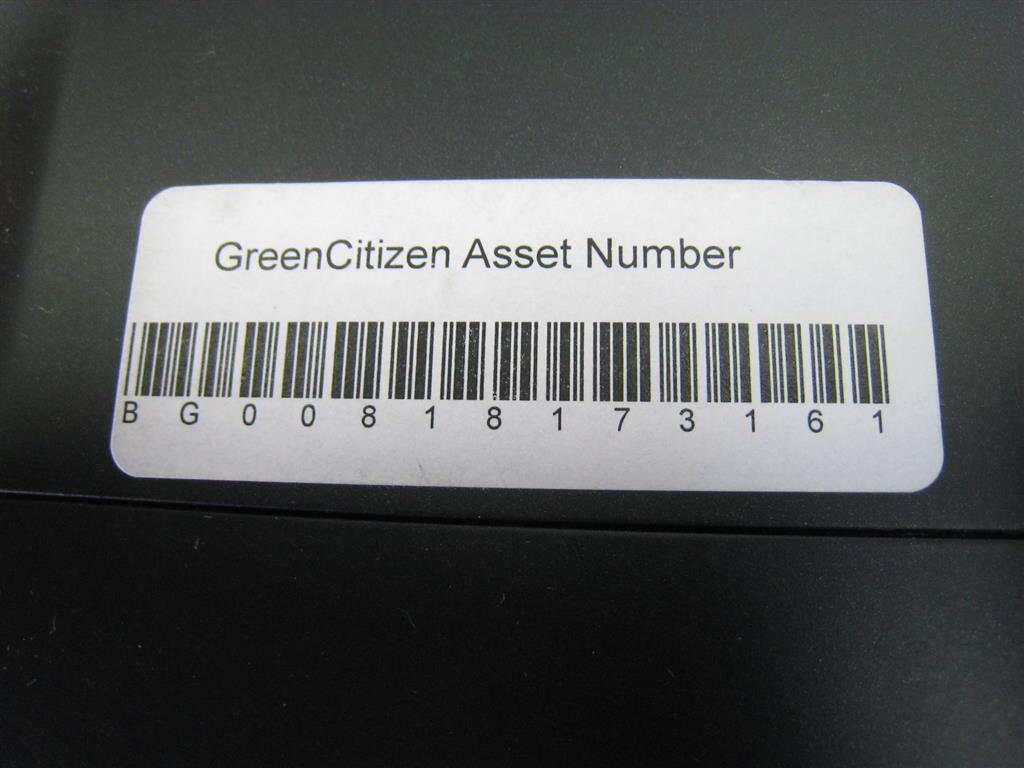 GreenCitizen Asset Number
B G 0 0 8 1 8 1 7 3 1 6 1